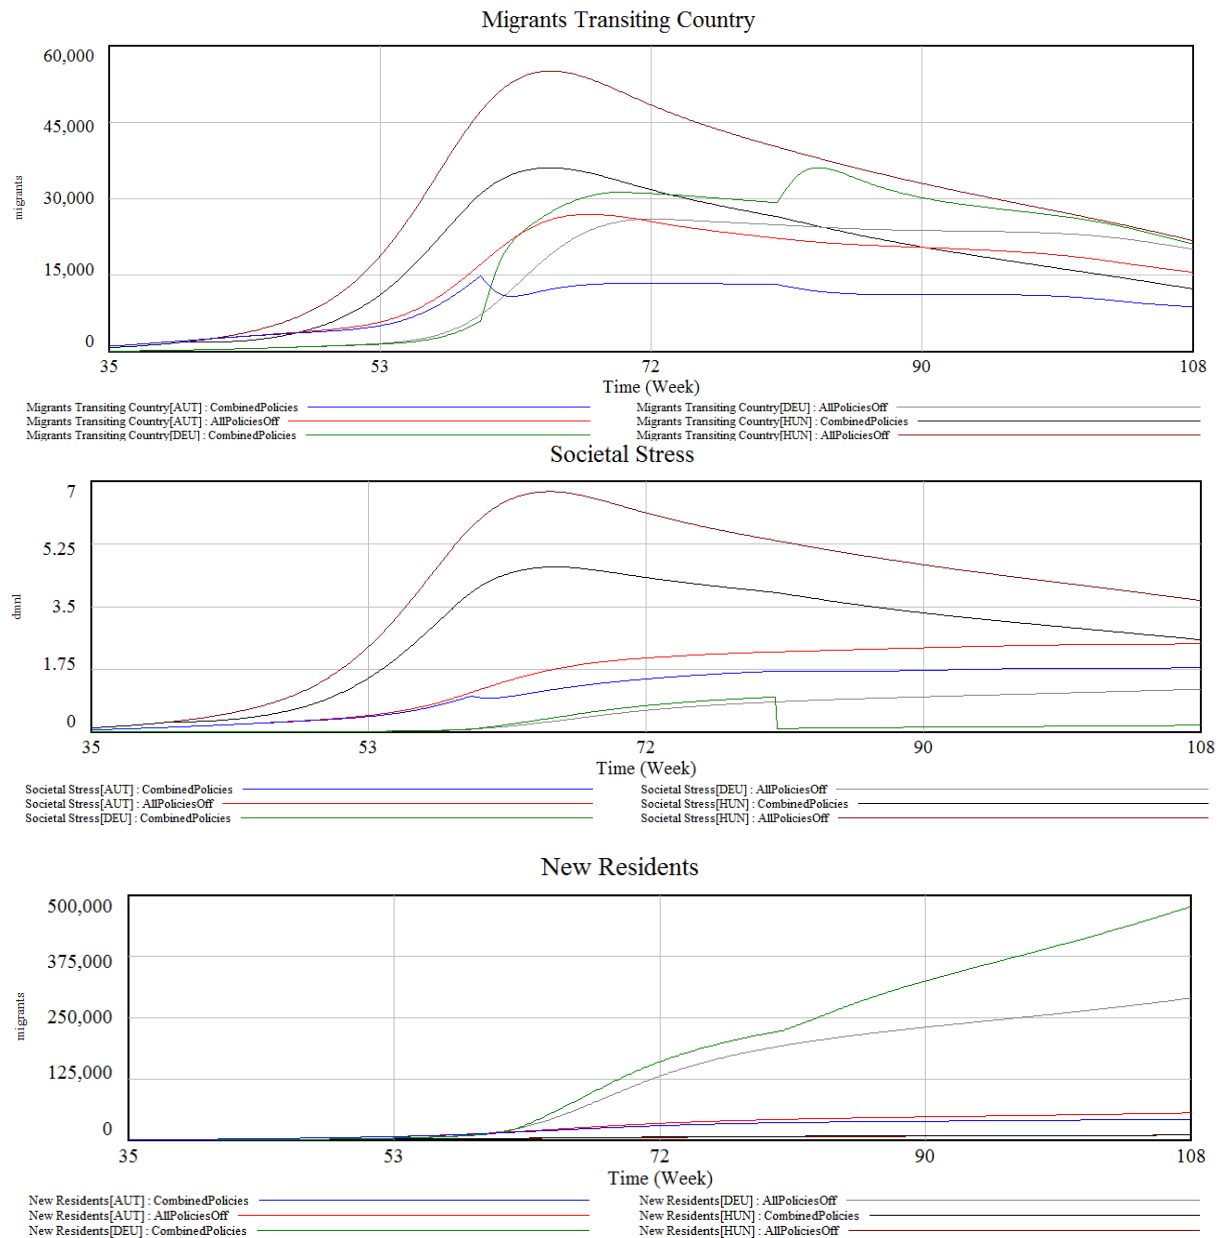 Migrants Transiting Country
60,000
45,000
30,000
15,000
0
migrants
35 53 72 90 108
Time (Week)
Migrants Transiting Country[AUT] : CombinedPolicies
Migrants Transiting Country[AUT] : AllPoliciesOff
Migrants Transiting Country[DEU] : CombinedPolicies
Migrants Transiting Country[DEU] : AllPoliciesOff
Migrants Transiting Country[HUN] : CombinedPolicies
Migrants Transiting Country[HUN] : AllPoliciesOff
Societal Stress
7
5.25
3.5
1.75
0
dmnl
35 53 72 90 108
Time (Week)
Societal Stress[AUT] : CombinedPolicies
Societal Stress[AUT] : AllPoliciesOff
Societal Stress[DEU] : CombinedPolicies
Societal Stress[DEU] : AllPoliciesOff
Societal Stress[HUN] : CombinedPolicies
Societal Stress[HUN] : AllPoliciesOff
New Residents
500,000
375,000
250,000
125,000
0
migrants
35 53 72 90 108
Time (Week)
New Residents[AUT] : CombinedPolicies
New Residents[AUT] : AllPoliciesOff
New Residents[DEU] : CombinedPolicies
New Residents[DEU] : AllPoliciesOff
New Residents[HUN] : CombinedPolicies
New Residents[HUN] : AllPoliciesOff